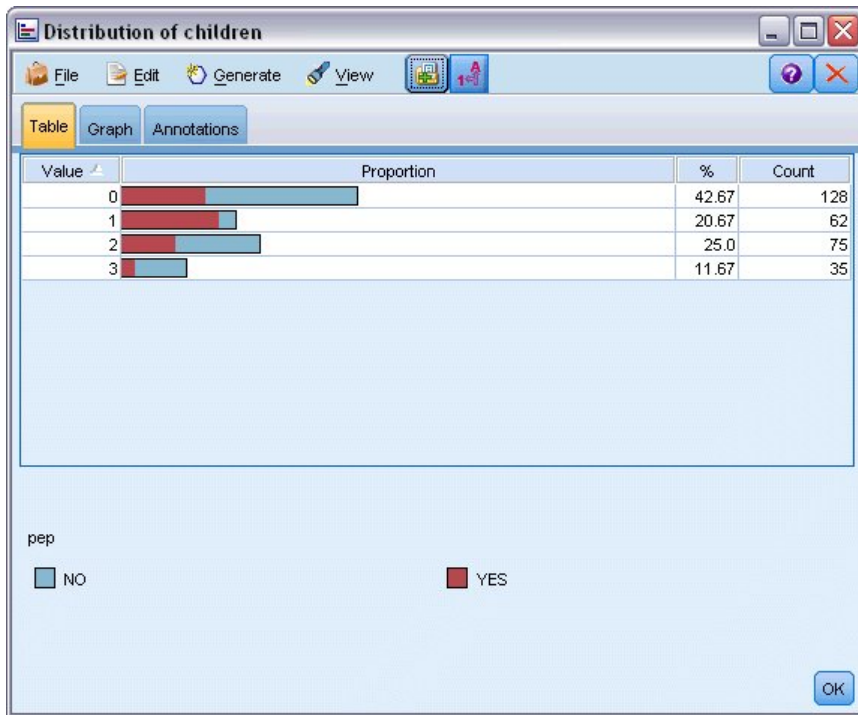 Distribution of children
File Edit Generate View
Table Graph Annotations
Value Proportion % Count
0 42.67 128
1 20.67 62
2 25.0 75
3 11.67 35
pep
NO YES
OK